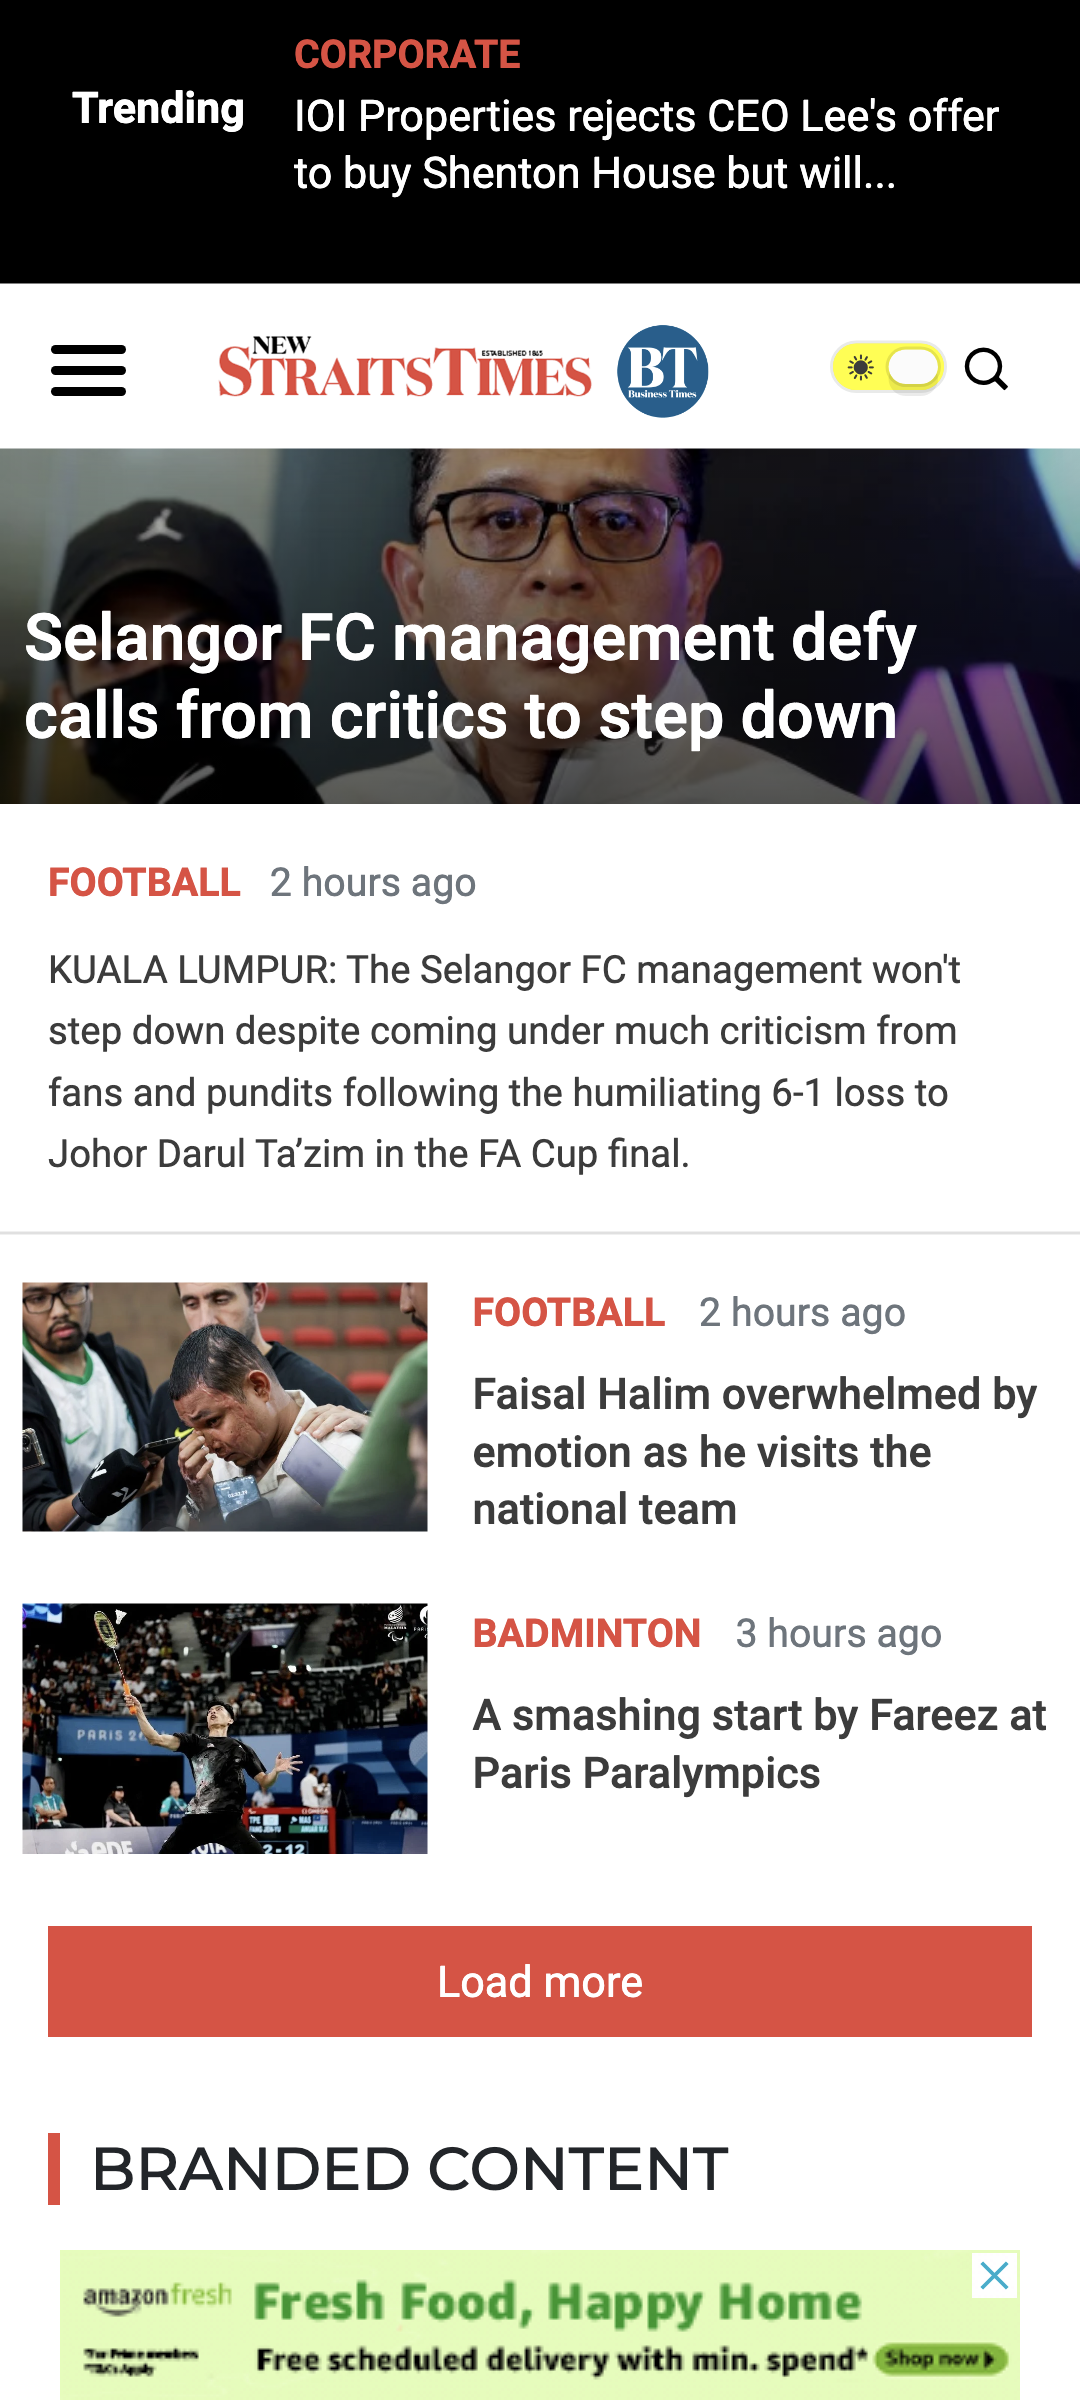 CORPORATE
Trending
IOI Properties rejects CEO Lee's offer
to buy Shenton House but will...
NEW
ESTABLISHED 1845
STRAITS TIMES
BT
Business Times
Selangor FC management defy
calls from critics to step down
FOOTBALL 2 hours ago
KUALA LUMPUR: The Selangor FC management won't
step down despite coming under much criticism from
fans and pundits following the humiliating 6-1 loss to
Johor Darul Ta’zim in the FA Cup final.
FOOTBALL 2 hours ago
Faisal Halim overwhelmed by
emotion as he visits the
national team
PARIS
BADMINTON 3 hours ago
A smashing start by Fareez at
Paris Paralympics
Load more
BRANDED CONTENT
amazon fresh
Fresh Food, Happy Home
Free scheduled delivery with min. spend*
Shop now